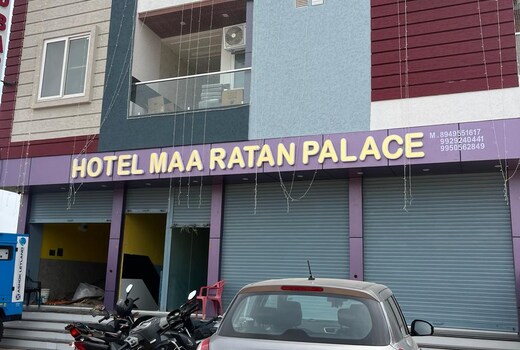 HOTEL MAA RATAN PALACE
M. 8949551617
9929240441
9950562849